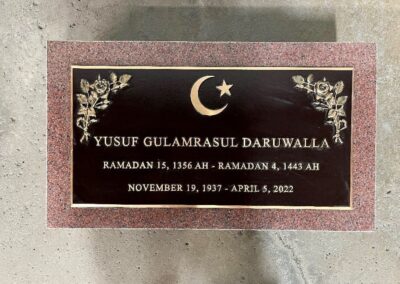 YUSUF GULAMRASUL DARUWALLA
RAMADAN 15, 1356 AH - RAMADAN 4, 1443 AH
NOVEMBER 19, 1937 - APRIL 5, 2022